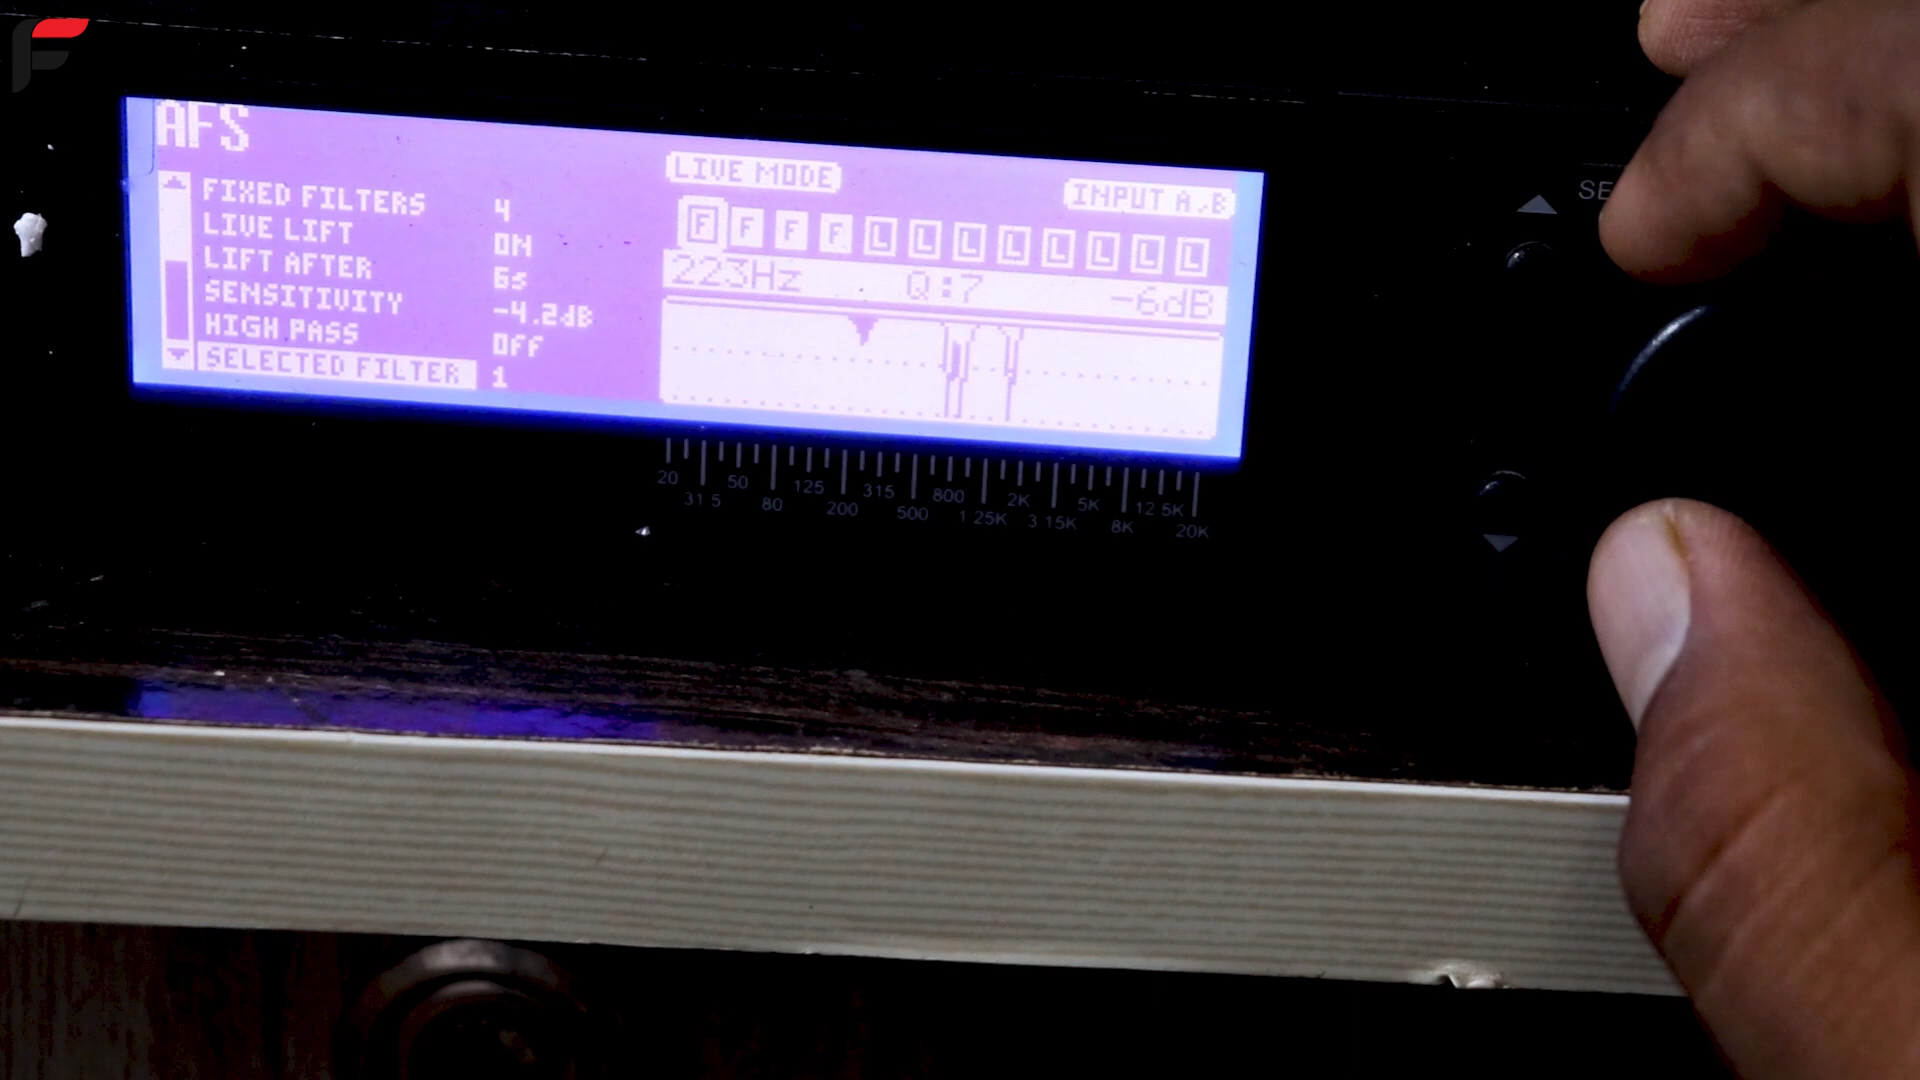 AFS
LIVE MODE
INPUT A,B
FIXED FILTERS 4
LIVE LIFT ON
LIFT AFTER 6s
SENSITIVITY -4.2dB
HIGH PASS OFF
SELECTED FILTER 1
F F F F L L L L L L L L
223Hz Q:7 -6dB
20 50 125 315 800 2K 5K 12 5K
31 5 80 200 500 1 25K 3 15K 8K 20K
SE